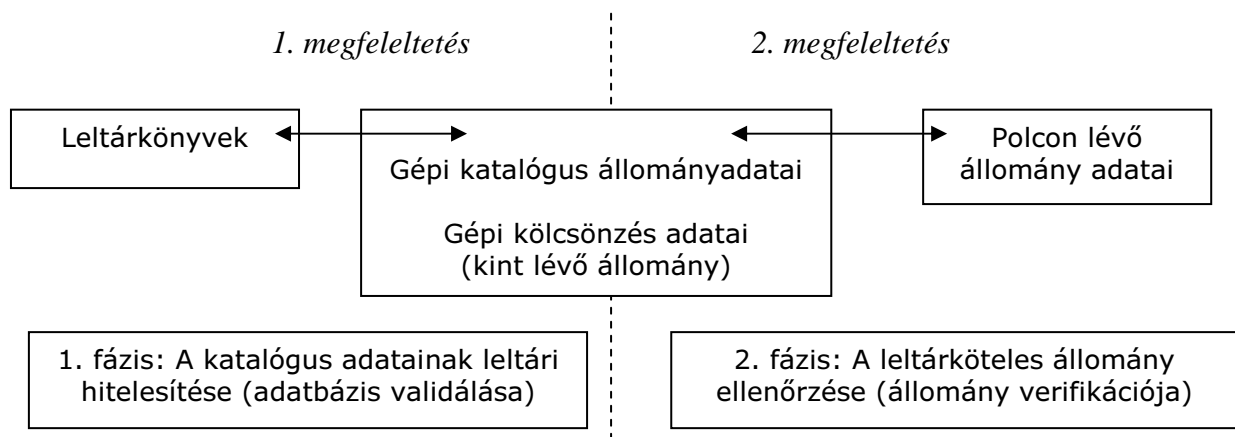 1. megfeleltetés
2. megfeleltetés
Leltárkönyvek
Gépi katalógus állományadatai
Gépi kölcsönzés adatai
(kint lévő állomány)
Polcon lévő
állomány adatai
1. fázis: A katalógus adatainak leltári
hitelesítése (adatbázis validálása)
2. fázis: A leltárköteles állomány
ellenőrzése (állomány verifikációja)